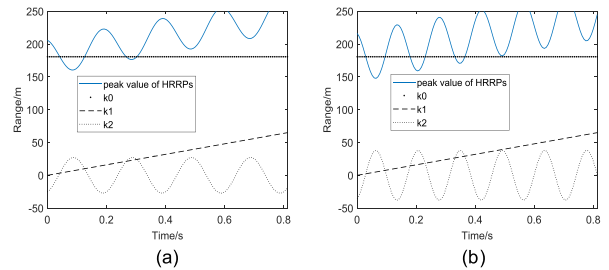 250
200
150
100
50
0
-50
Range/m
peak value of HRRPs
k0
k1
k2
0 0.2 0.4 0.6 0.8
Time/s
(a)
250
200
150
100
50
0
-50
Range/m
peak value of HRRPs
k0
k1
k2
0 0.2 0.4 0.6 0.8
Time/s
(b)